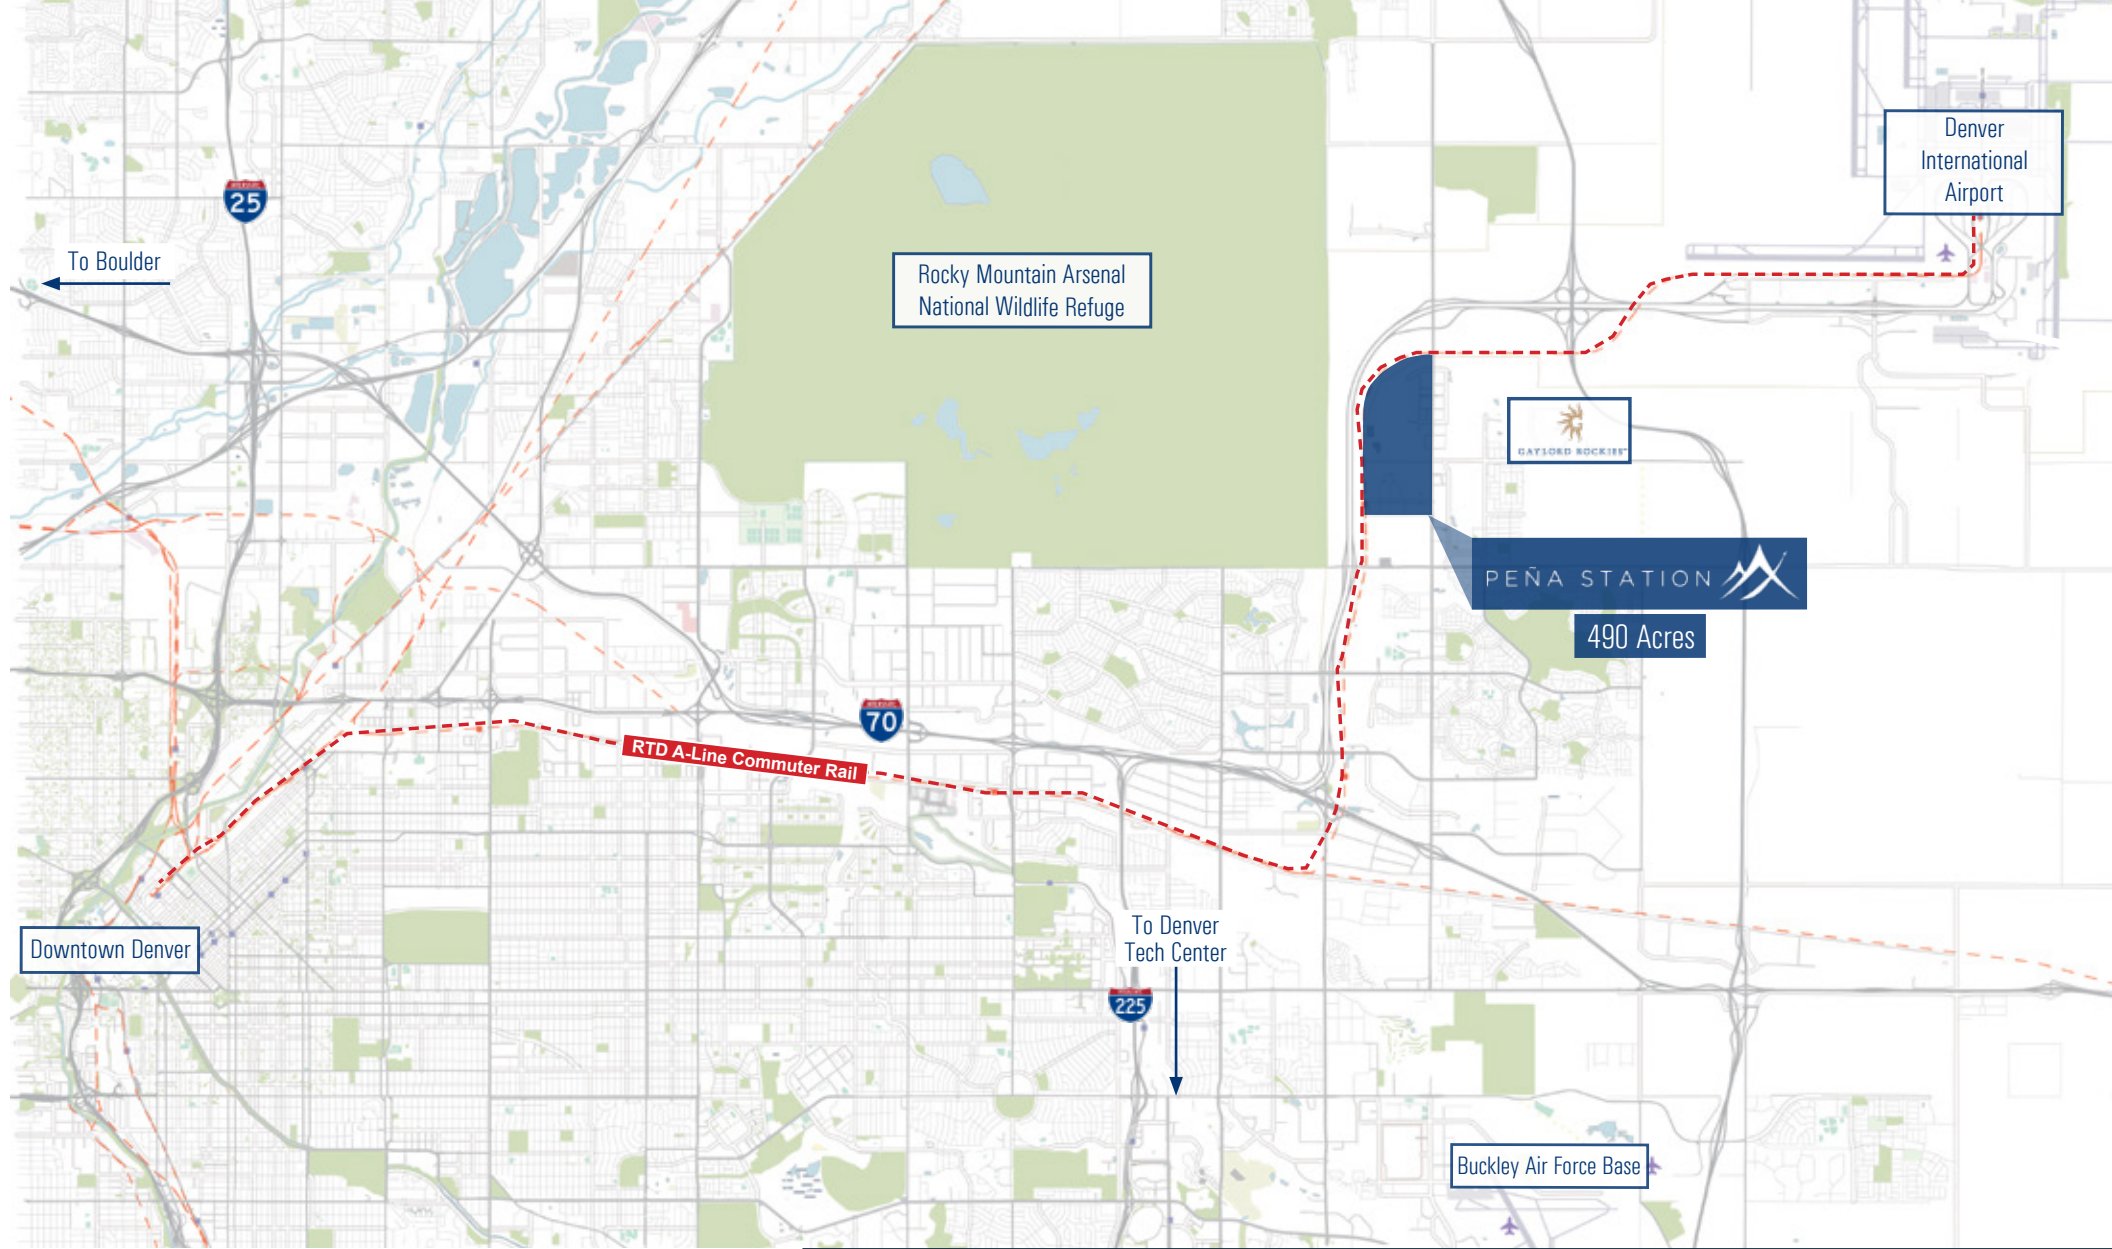 Denver
International
Airport
25
To Boulder
Rocky Mountain Arsenal
National Wildlife Refuge
GAYLORD ROCKIES
PEÑA STATION
490 Acres
70
RTD A-Line Commuter Rail
Downtown Denver
To Denver
Tech Center
225
Buckley Air Force Base